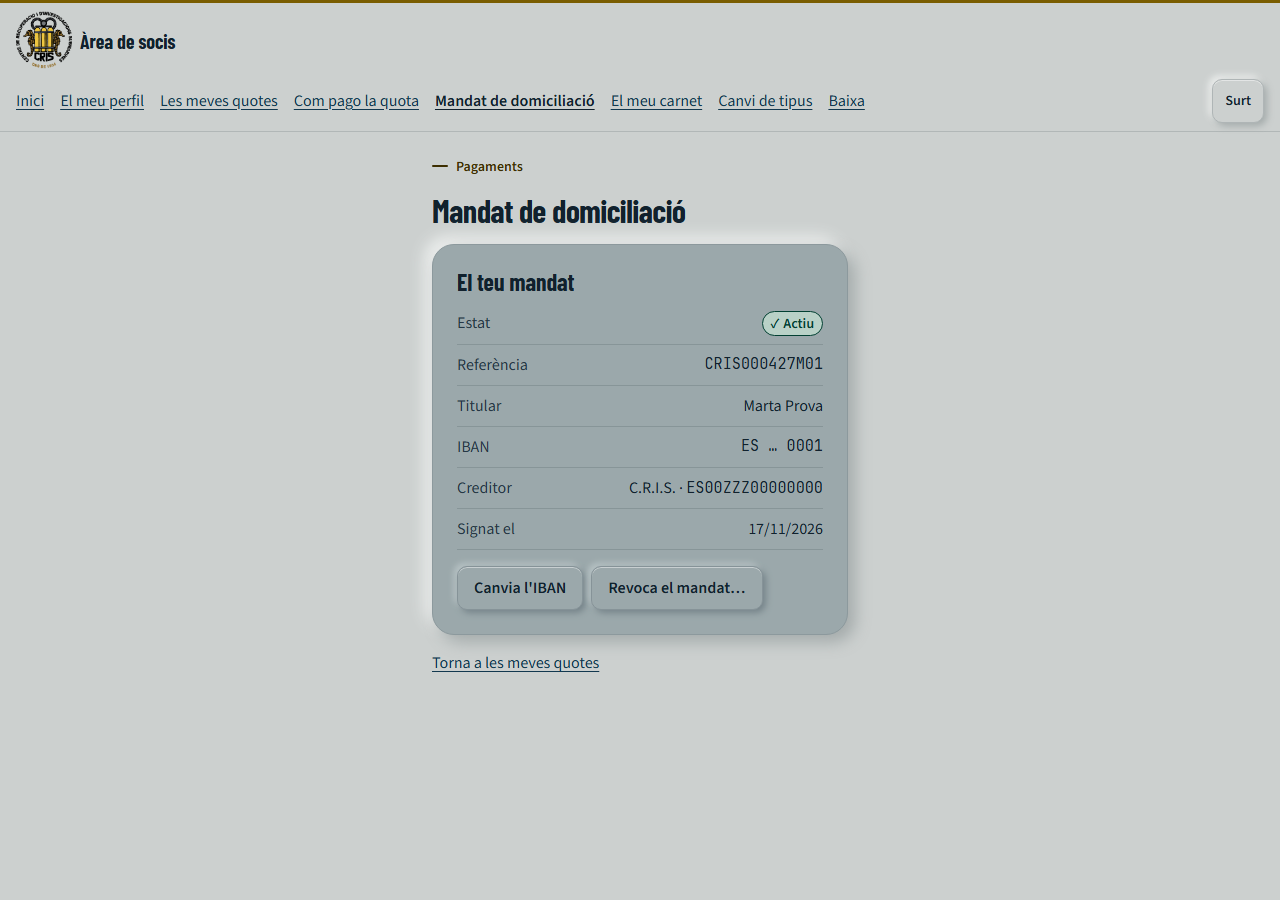 CRIS
Àrea de socis
Inici El meu perfil Les meves quotes Com pago la quota Mandat de domiciliació El meu carnet Canvi de tipus Baixa Surt
Pagaments
Mandat de domiciliació
El teu mandat
Estat ✓ Actiu
Referència CRIS000427M01
Titular Marta Prova
IBAN ES … 0001
Creditor C.R.I.S. · ES00ZZZ00000000
Signat el 17/11/2026
Canvia l'IBAN Revoca el mandat…
Torna a les meves quotes